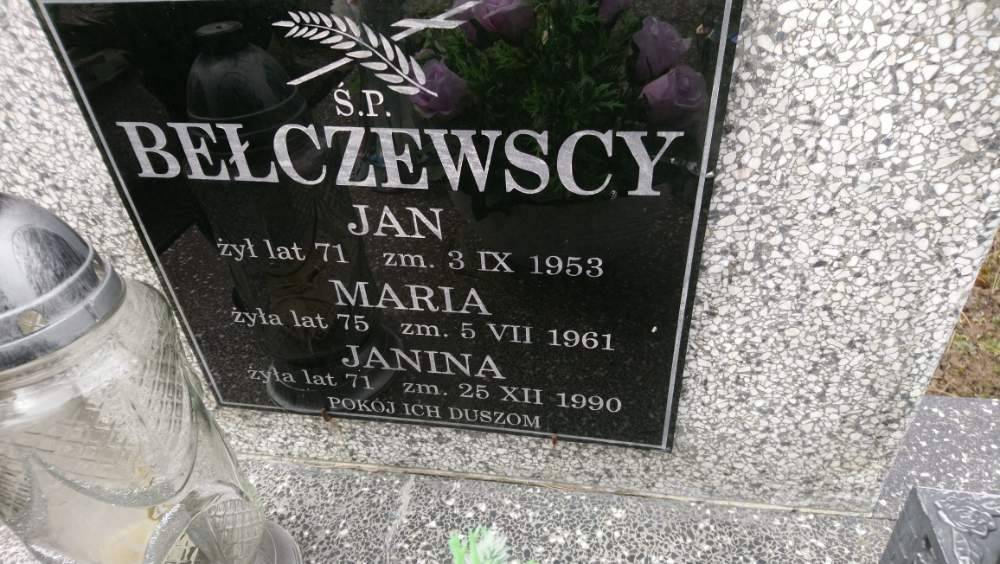 Ś.P.
BEŁCZEWSCY
JAN
żył lat 71 zm. 3 IX 1953
MARIA
żyła lat 75 zm. 5 VII 1961
JANINA
żyła lat 71 zm. 25 XII 1990
POKÓJ ICH DUSZOM